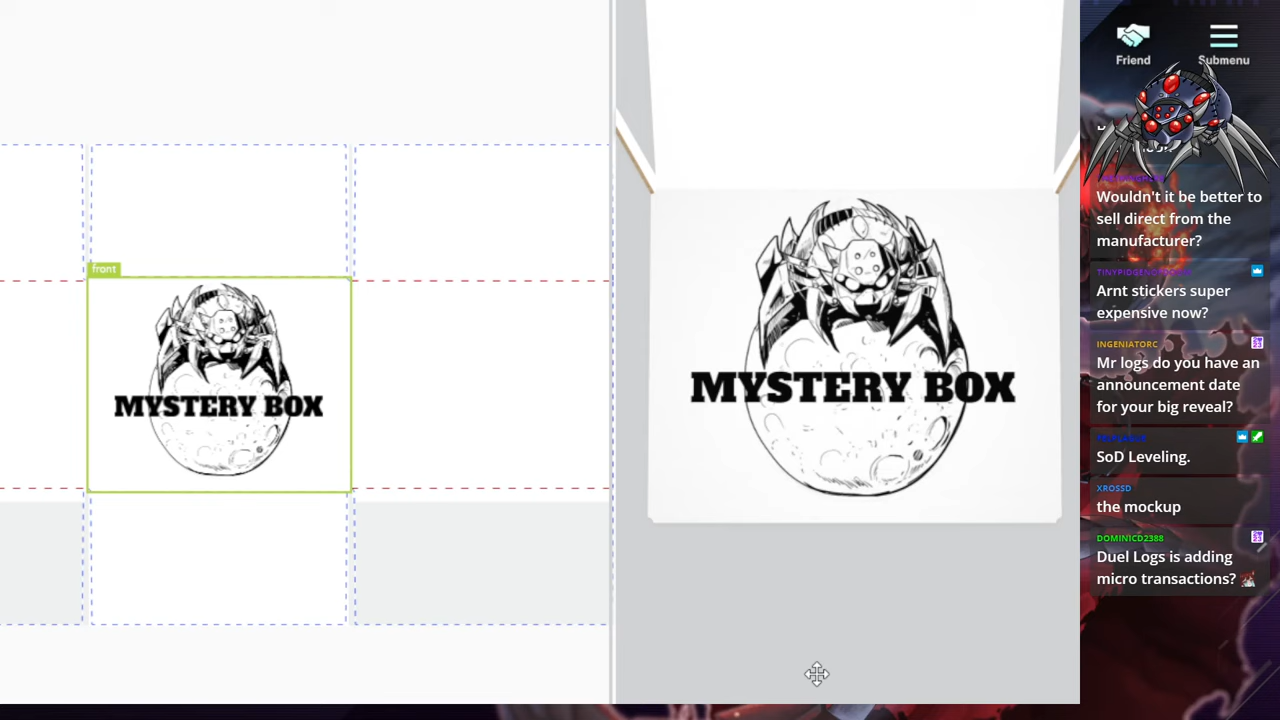 front
MYSTERY BOX
MYSTERY BOX
Friend
Submenu
Wouldn't it be better to
sell direct from the
manufacturer?
Arnt stickers super
expensive now?
INGENIATORC
Mr logs do you have an
announcement date
for your big reveal?
SoD Leveling.
XROSSD
the mockup
DOMINICD2388
Duel Logs is adding
micro transactions?